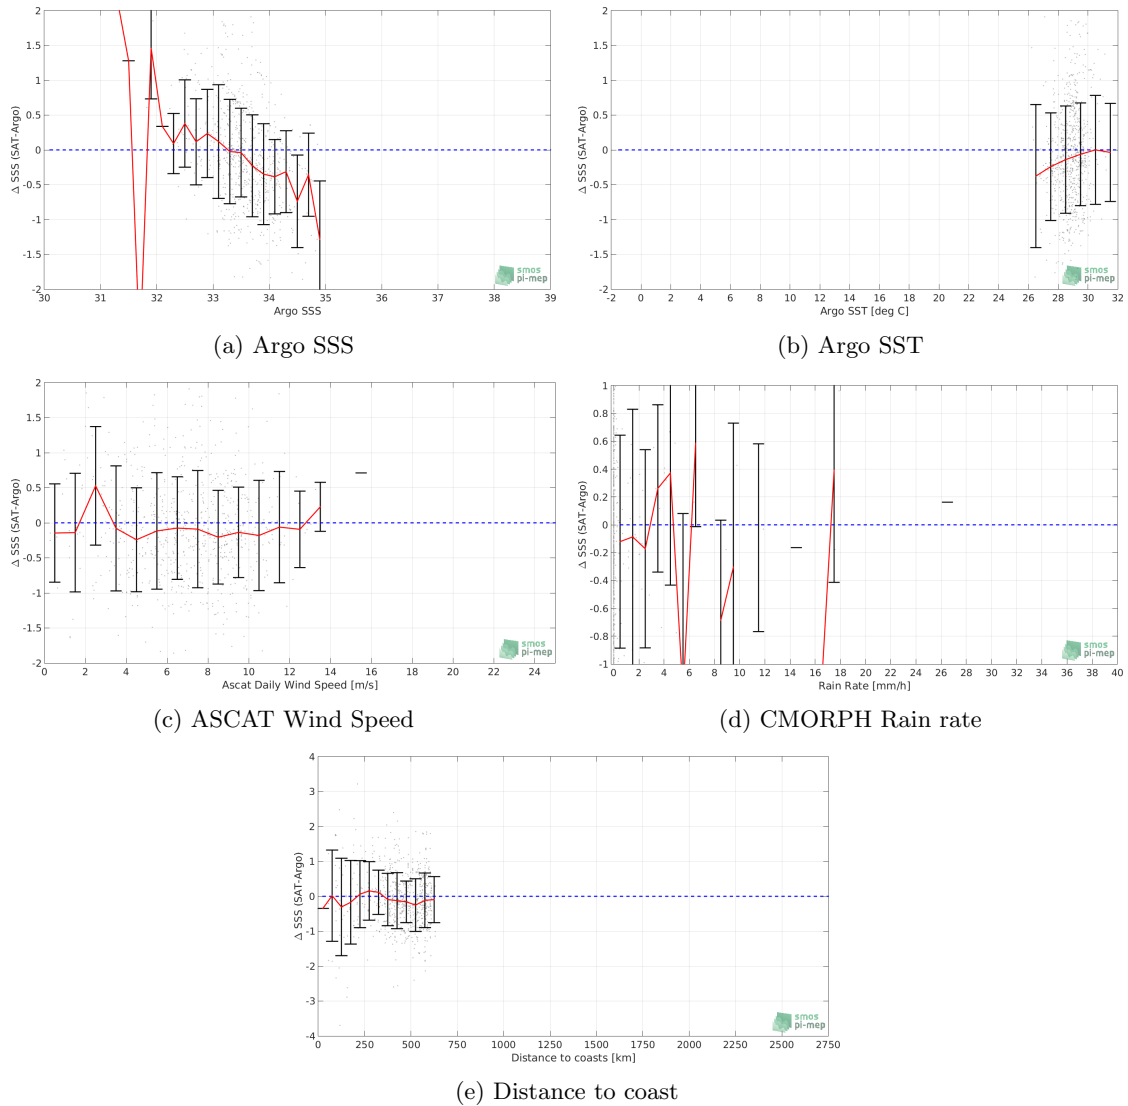 2
1.5
1
0.5
0
-0.5
-1
-1.5
-2
Δ SSS (SAT-Argo)
30 31 32 33 34 35 36 37 38 39
Argo SSS
smos
pi-mep
(a) Argo SSS
2
1.5
1
0.5
0
-0.5
-1
-1.5
-2
Δ SSS (SAT-Argo)
-2 0 2 4 6 8 10 12 14 16 18 20 22 24 26 28 30 32
Argo SST [deg C]
smos
pi-mep
(b) Argo SST
2
1.5
1
0.5
0
-0.5
-1
-1.5
-2
Δ SSS (SAT-Argo)
0 2 4 6 8 10 12 14 16 18 20 22 24
Ascat Daily Wind Speed [m/s]
smos
pi-mep
(c) ASCAT Wind Speed
1
0.8
0.6
0.4
0.2
0
-0.2
-0.4
-0.6
-0.8
-1
Δ SSS (SAT-Argo)
0 2 4 6 8 10 12 14 16 18 20 22 24 26 28 30 32 34 36 38 40
Rain Rate [mm/h]
smos
pi-mep
(d) CMORPH Rain rate
4
3
2
1
0
-1
-2
-3
-4
Δ SSS (SAT-Argo)
0 250 500 750 1000 1250 1500 1750 2000 2250 2500 2750
Distance to coasts [km]
smos
pi-mep
(e) Distance to coast